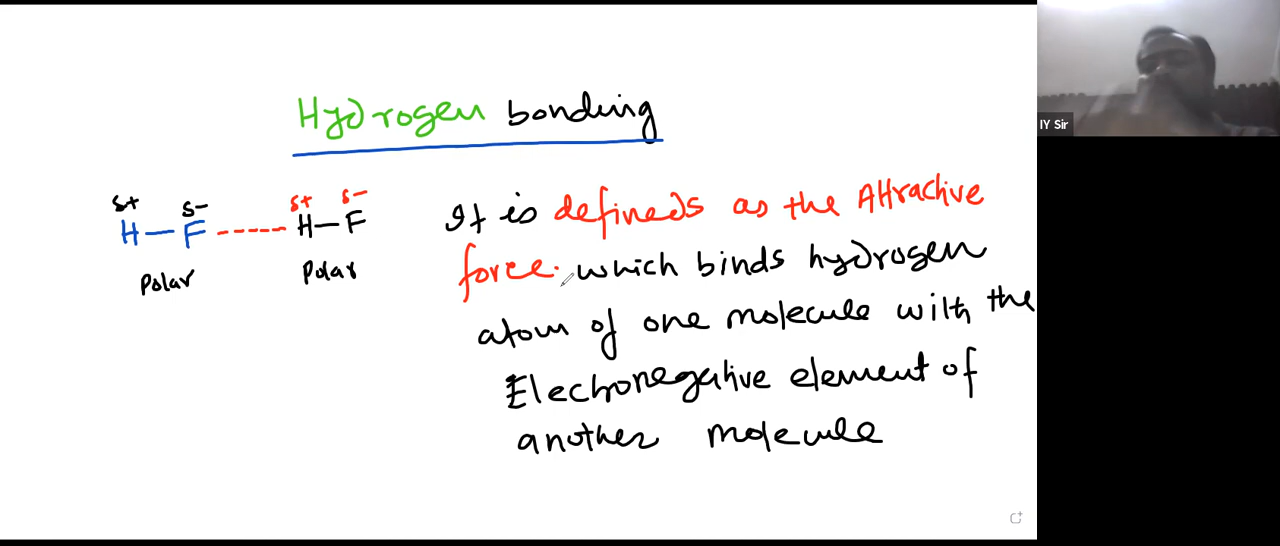 Hydrogen bonding
δ+ δ- δ+ δ-
H—F-----H—F
Polar Polar
It is defineds as the Attractive
force. which binds hydrogen
atom of one molecule with the
Electronegative element of
another molecule
IY Sir